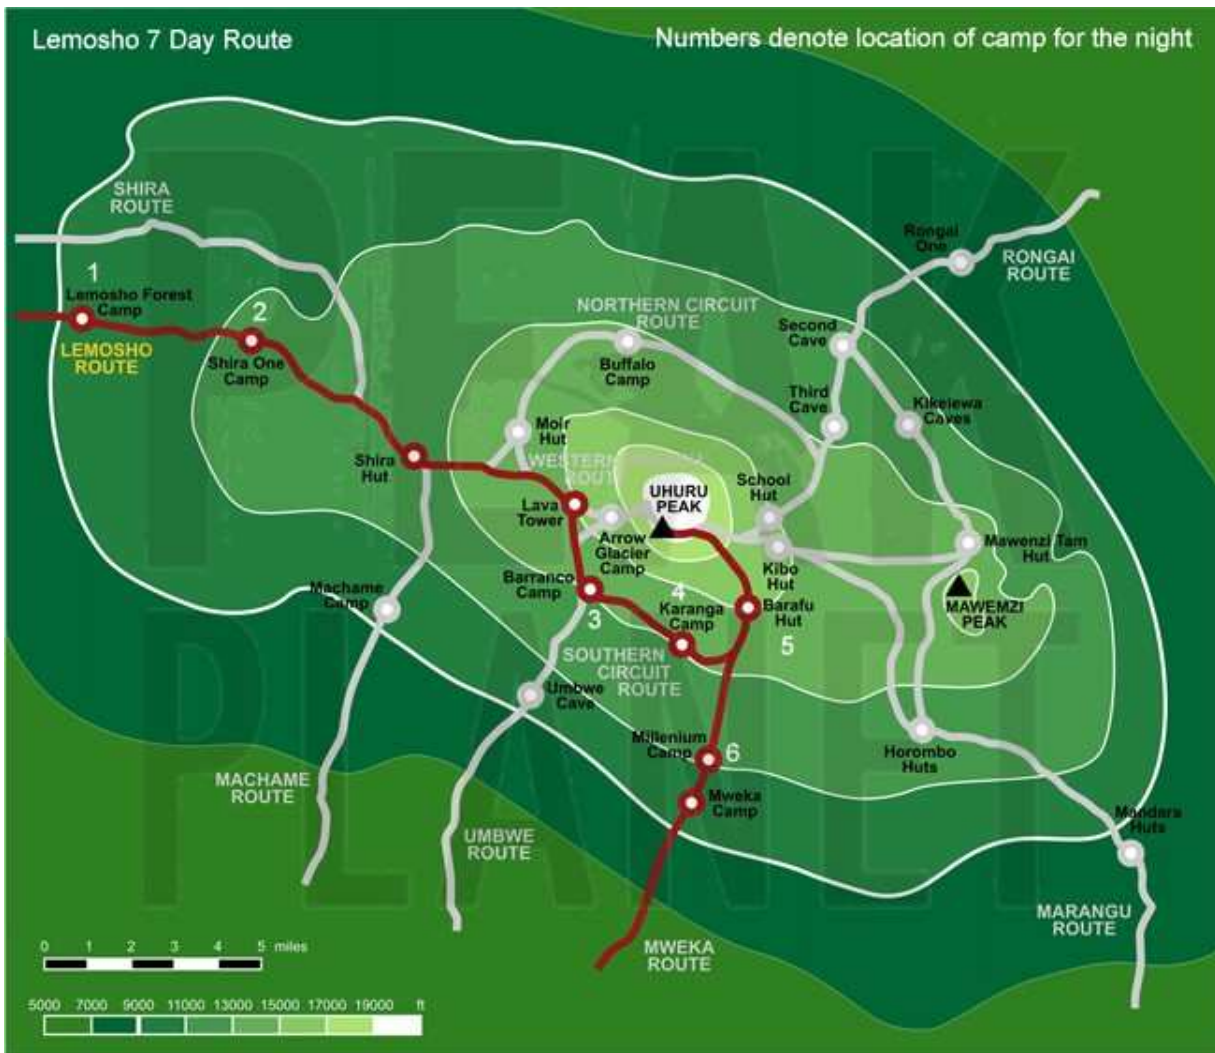 Lemosho 7 Day Route
Numbers denote location of camp for the night
SHIRA
ROUTE
Rongai
One
RONGAI
ROUTE
1
Lemosho Forest
Camp
2
NORTHERN CIRCUIT
ROUTE
Second
Cave
LEMOSHO
ROUTE
Shira One
Camp
Buffalo
Camp
Third
Cave
Kikelewa
Caves
Moir
Hut
Shira
Hut
WESTERN
ROUTE
School
Hut
UHURU
PEAK
Lava
Tower
Arrow
Glacier
Camp
Mawenzi Tarn
Hut
Kibo
Hut
Barranco
Camp
Machame
Camp
3
4
Karanga
Camp
Barafu
Hut
5
MAWEMZI
PEAK
SOUTHERN
CIRCUIT
ROUTE
Umbwe
Cave
Millenium
Camp
6
Horombo
Huts
MACHAME
ROUTE
Mweka
Camp
Mandara
Huts
UMBWE
ROUTE
MARANGU
ROUTE
MWEKA
ROUTE
0 1 2 3 4 5 miles
5000 7000 9000 11000 13000 15000 17000 19000 ft
PEAK
PLANET